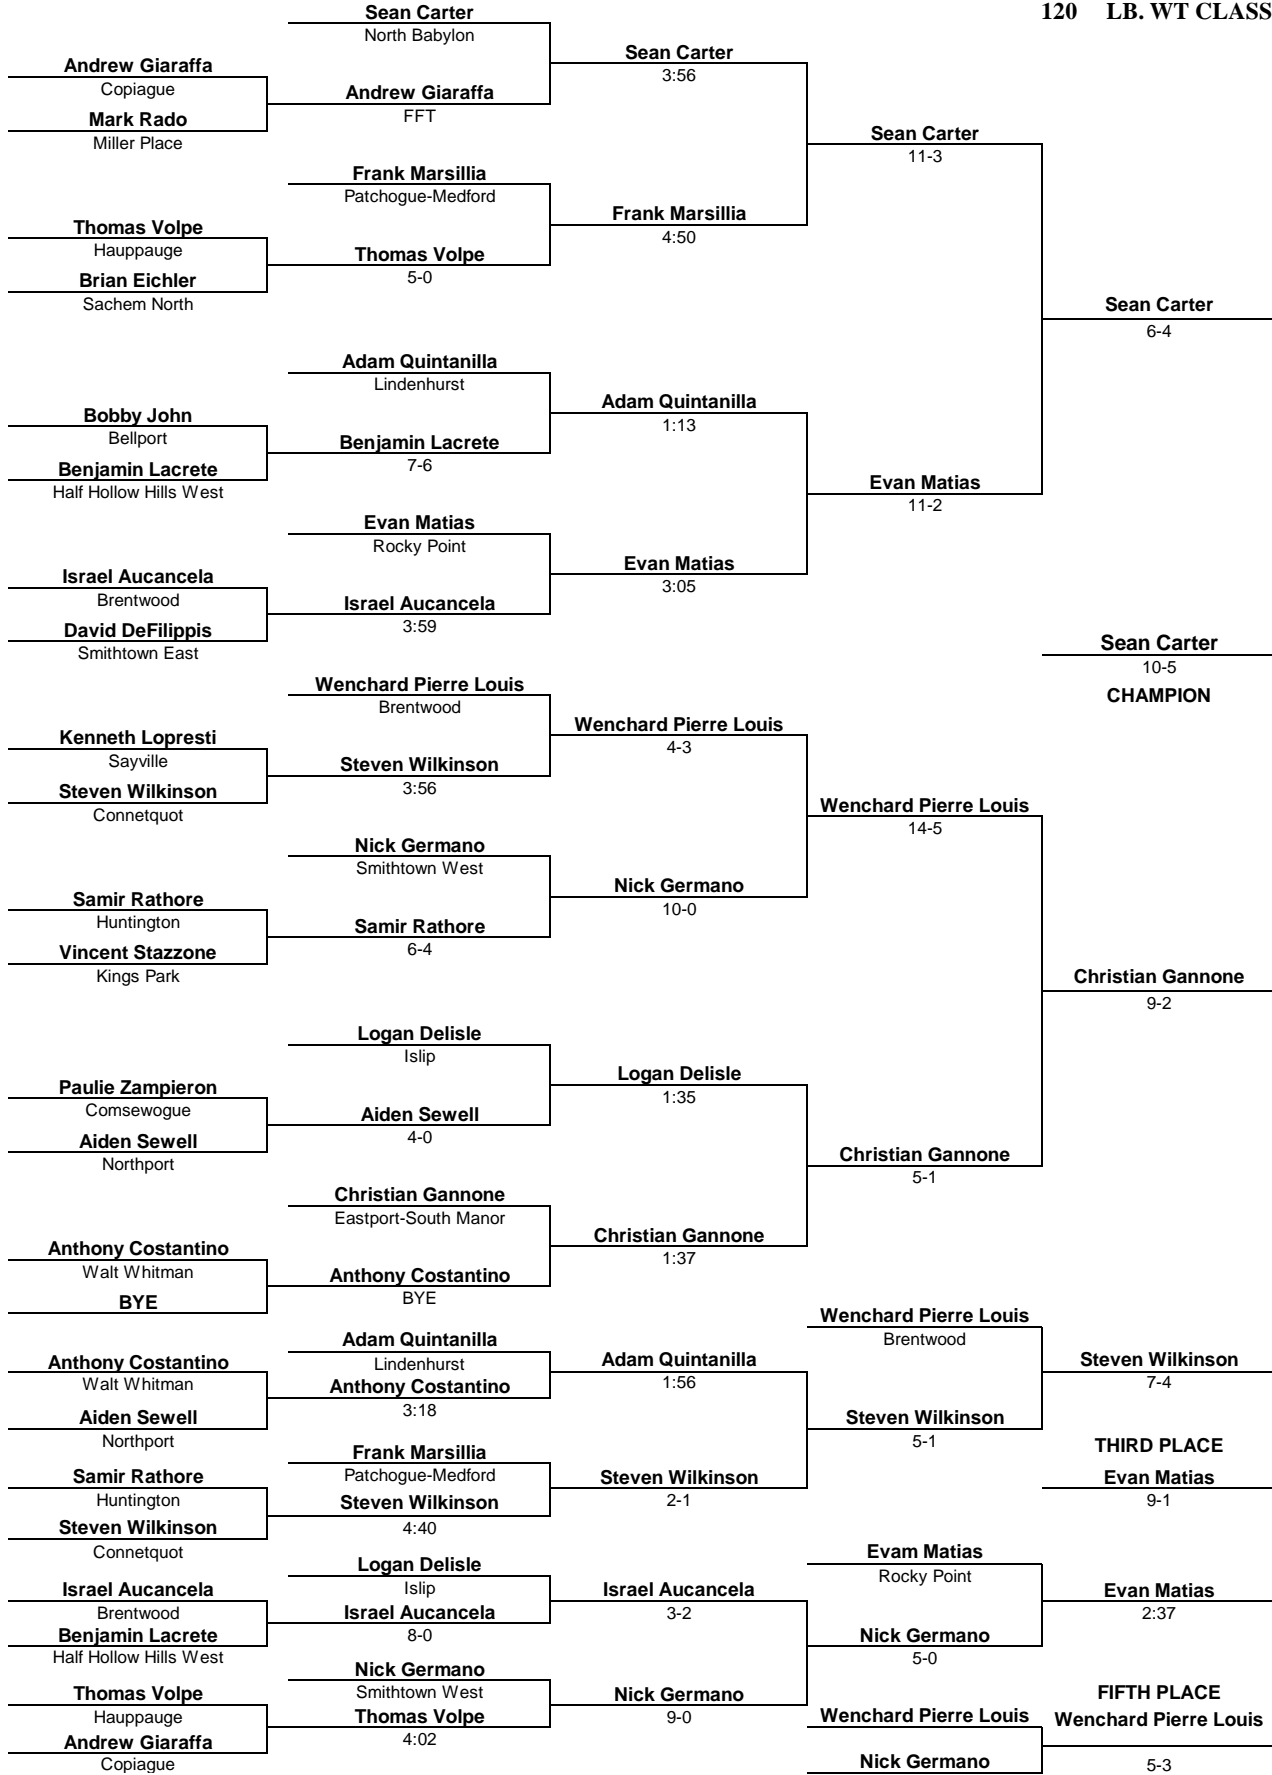 120 LB. WT CLASS
Sean Carter
North Babylon
Sean Carter
3:56
Andrew Giaraffa
Copiague
Andrew Giaraffa
FFT
Mark Rado
Miller Place
Sean Carter
11-3
Frank Marsillia
Patchogue-Medford
Frank Marsillia
4:50
Thomas Volpe
Hauppauge
Thomas Volpe
5-0
Brian Eichler
Sachem North
Sean Carter
6-4
Adam Quintanilla
Lindenhurst
Adam Quintanilla
1:13
Bobby John
Bellport
Benjamin Lacrete
7-6
Benjamin Lacrete
Half Hollow Hills West
Evan Matias
11-2
Evan Matias
Rocky Point
Evan Matias
3:05
Israel Aucancela
Brentwood
Israel Aucancela
3:59
David DeFilippis
Smithtown East
Sean Carter
10-5
CHAMPION
Wenchard Pierre Louis
Brentwood
Wenchard Pierre Louis
4-3
Kenneth Lopresti
Sayville
Steven Wilkinson
3:56
Steven Wilkinson
Connetquot
Wenchard Pierre Louis
14-5
Nick Germano
Smithtown West
Nick Germano
10-0
Samir Rathore
Huntington
Samir Rathore
6-4
Vincent Stazzone
Kings Park
Christian Gannone
9-2
Logan Delisle
Islip
Logan Delisle
1:35
Paulie Zampieron
Comsewogue
Aiden Sewell
4-0
Aiden Sewell
Northport
Christian Gannone
5-1
Christian Gannone
Eastport-South Manor
Christian Gannone
1:37
Anthony Costantino
Walt Whitman
Anthony Costantino
BYE
BYE
Wenchard Pierre Louis
Brentwood
Adam Quintanilla
Lindenhurst
Adam Quintanilla
1:56
Steven Wilkinson
7-4
Anthony Costantino
Walt Whitman
Anthony Costantino
3:18
Aiden Sewell
Northport
Steven Wilkinson
5-1
THIRD PLACE
Frank Marsillia
Patchogue-Medford
Steven Wilkinson
2-1
Evan Matias
9-1
Samir Rathore
Huntington
Steven Wilkinson
4:40
Steven Wilkinson
Connetquot
Evam Matias
Rocky Point
Logan Delisle
Islip
Israel Aucancela
3-2
Evan Matias
2:37
Israel Aucancela
Brentwood
Israel Aucancela
8-0
Benjamin Lacrete
Half Hollow Hills West
Nick Germano
5-0
Nick Germano
Smithtown West
Nick Germano
9-0
FIFTH PLACE
Thomas Volpe
Hauppauge
Thomas Volpe
4:02
Wenchard Pierre Louis
Wenchard Pierre Louis
Andrew Giaraffa
Copiague
Nick Germano
5-3